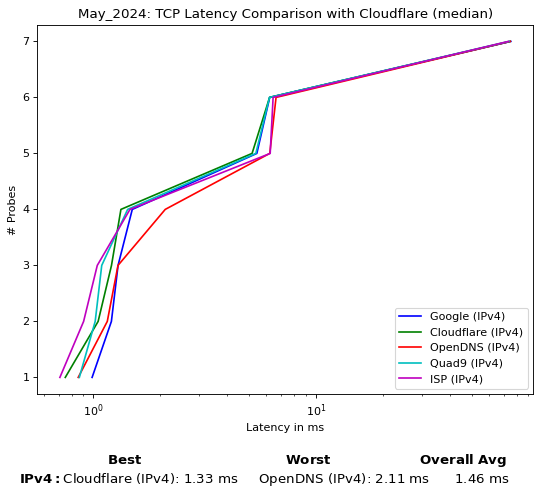 May_2024: TCP Latency Comparison with Cloudflare (median)
7
6
5
4
3
2
1
# Probes
Google (IPv4)
Cloudflare (IPv4)
OpenDNS (IPv4)
Quad9 (IPv4)
ISP (IPv4)
10⁰ 10¹
Latency in ms
Best Worst Overall Avg
IPv4: Cloudflare (IPv4): 1.33 ms OpenDNS (IPv4): 2.11 ms 1.46 ms